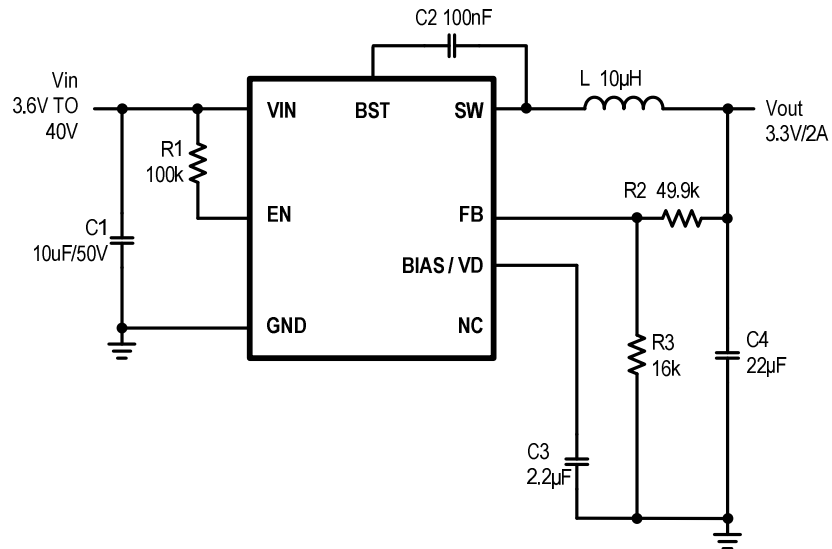 C2 100nF
Vin
3.6V TO
40V
VIN
BST
SW
L 10µH
Vout
3.3V/2A
R1
100k
R2 49.9k
EN
FB
C1
10uF/50V
BIAS / VD
GND
NC
R3
16k
C4
22µF
C3
2.2µF